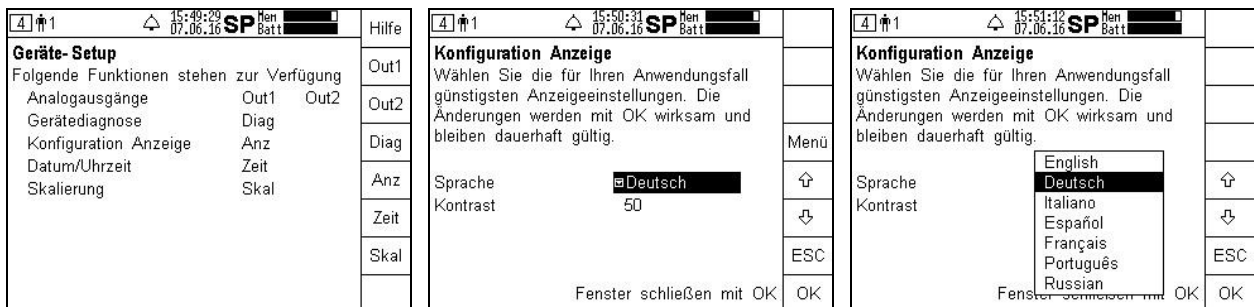 4 1 15:49:29 07.06.16 SP Mem Batt
Geräte-Setup
Folgende Funktionen stehen zur Verfügung
Analogausgänge Out1 Out2
Gerätediagnose Diag
Konfiguration Anzeige Anz
Datum/Uhrzeit Zeit
Skalierung Skal
Hilfe
Out1
Out2
Diag
Anz
Zeit
Skal
4 1 15:50:31 07.06.16 SP Mem Batt
Konfiguration Anzeige
Wählen Sie die für Ihren Anwendungsfall
günstigsten Anzeigeeinstellungen. Die
Änderungen werden mit OK wirksam und
bleiben dauerhaft gültig.
Sprache Deutsch
Kontrast 50
Fenster schließen mit OK
Menü
ESC
OK
4 1 15:51:12 07.06.16 SP Mem Batt
Konfiguration Anzeige
Wählen Sie die für Ihren Anwendungsfall
günstigsten Anzeigeeinstellungen. Die
Änderungen werden mit OK wirksam und
bleiben dauerhaft gültig.
Sprache
Kontrast
English
Deutsch
Italiano
Español
Français
Português
Russian
OK
ESC
OK